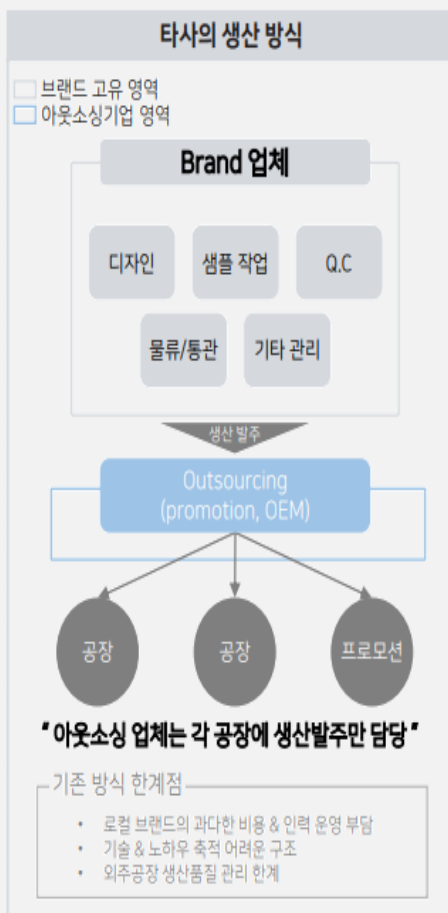 타사의 생산 방식
브랜드 고유 영역
아웃소싱기업 영역
Brand 업체
디자인
샘플 작업
Q.C
물류/통관
기타 관리
생산 발주
Outsourcing
(promotion, OEM)
공장
공장
프로모션
“ 아웃소싱 업체는 각 공장에 생산발주만 담당 ”
기존 방식 한계점
• 로컬 브랜드의 과다한 비용 & 인력 운영 부담
• 기술 & 노하우 축적 어려운 구조
• 외주공장 생산품질 관리 한계